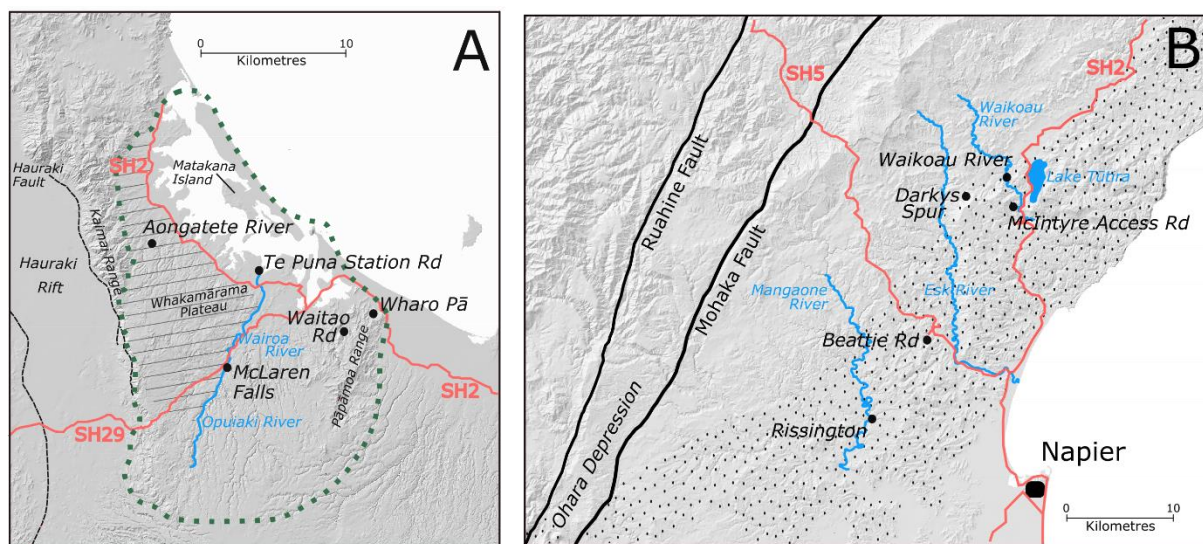 A
0
10
Kilometres
SH2
Matakana
Island
Hauraki
Fault
Kaimai Range
Aongatete River
Te Puna Station Rd
Hauraki
Rift
Whakamārama
Plateau
Wharo Pā
Waitao
Rd
Wairoa
River
Pāpāmoa Range
McLaren
Falls
SH2
Opuiaki River
SH29
B
SH5
SH2
Waikoau
River
Ruahine Fault
Waikoau River
Lake Tūtira
Darkys
Spur
McIntyre Access Rd
Mohaka Fault
Mangaone
River
Esk River
Beattie Rd
Rissington
Ohara Depression
Napier
0
10
Kilometres